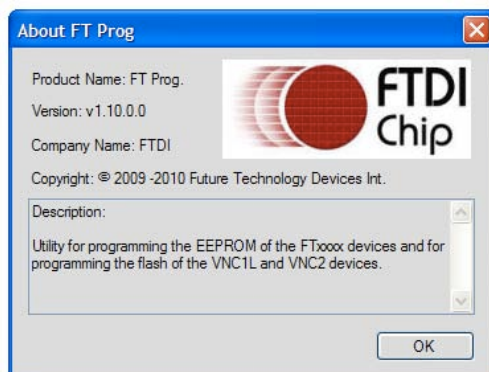 About FT Prog
Product Name: FT Prog.
Version: v1.10.0.0
Company Name: FTDI
FTDI
Chip
Copyright: © 2009 -2010 Future Technology Devices Int.
Description:
Utility for programming the EEPROM of the FTxxxx devices and for
programming the flash of the VNC1L and VNC2 devices.
OK